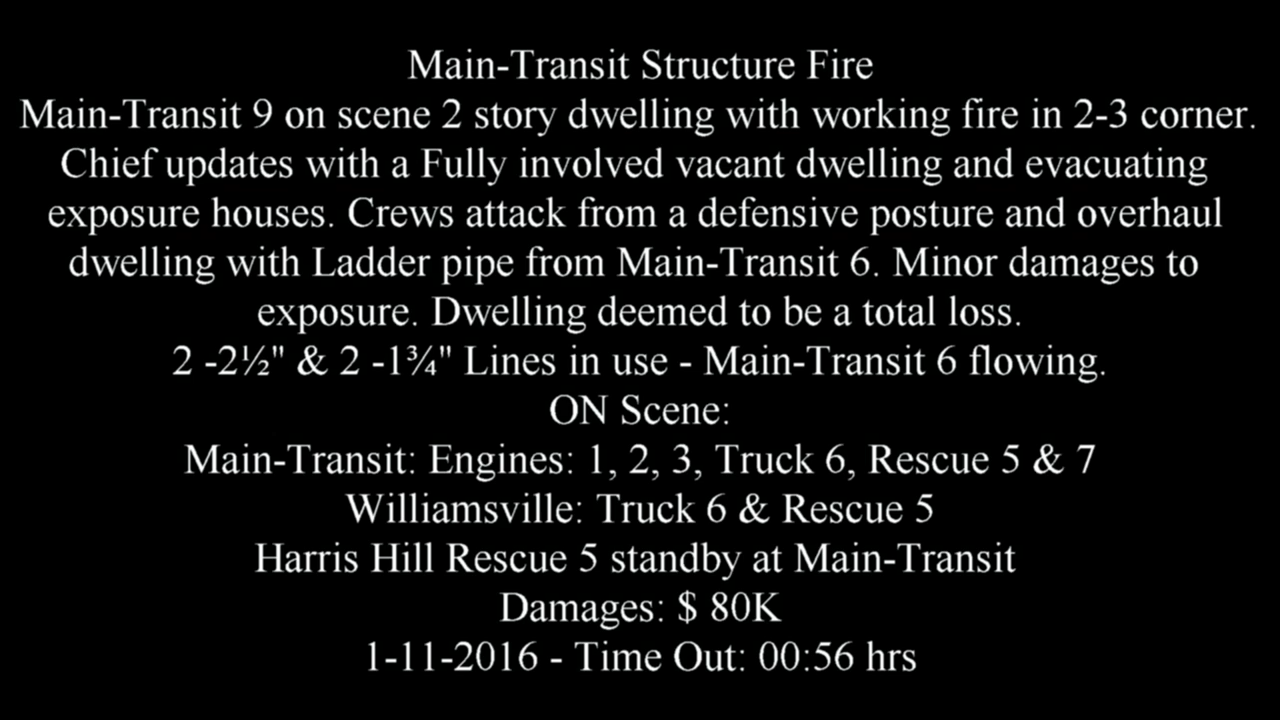 Main-Transit Structure Fire
Main-Transit 9 on scene 2 story dwelling with working fire in 2-3 corner.
Chief updates with a Fully involved vacant dwelling and evacuating
exposure houses. Crews attack from a defensive posture and overhaul
dwelling with Ladder pipe from Main-Transit 6. Minor damages to
exposure. Dwelling deemed to be a total loss.
2 -2½" & 2 -1¾" Lines in use - Main-Transit 6 flowing.
ON Scene:
Main-Transit: Engines: 1, 2, 3, Truck 6, Rescue 5 & 7
Williamsville: Truck 6 & Rescue 5
Harris Hill Rescue 5 standby at Main-Transit
Damages: $ 80K
1-11-2016 - Time Out: 00:56 hrs